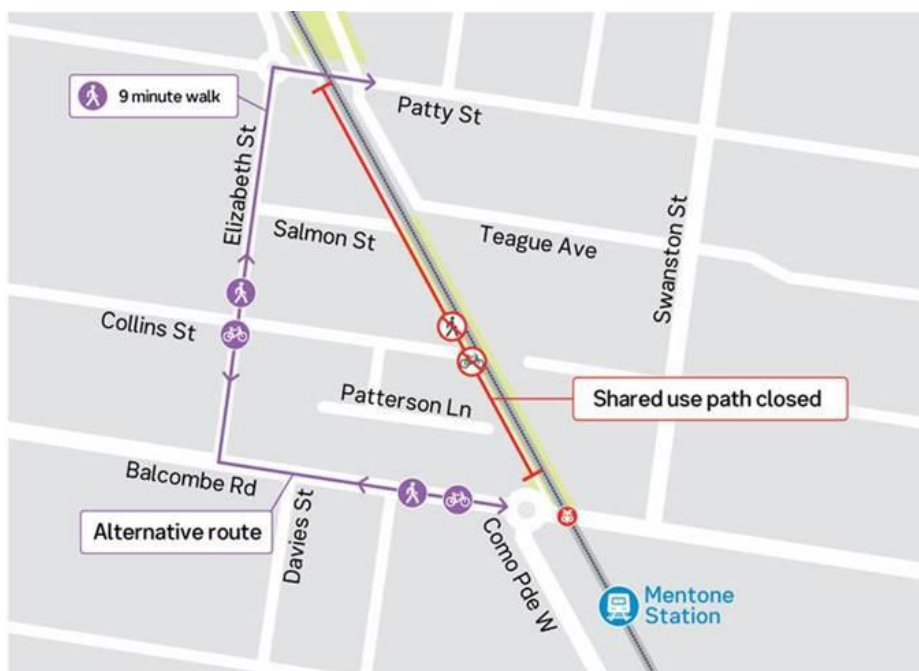 9 minute walk
Patty St
Elizabeth St
Salmon St
Teague Ave
Swanston St
Collins St
Patterson Ln
Shared use path closed
Balcombe Rd
Alternative route
Davies St
Como Pde W
Mentone
Station